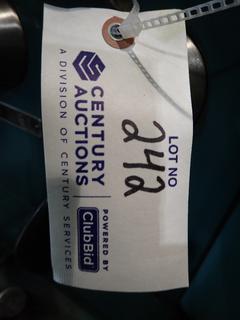 CENTURY
AUCTIONS
A DIVISION OF CENTURY SERVICES
POWERED BY
ClubBid
LOT NO
242